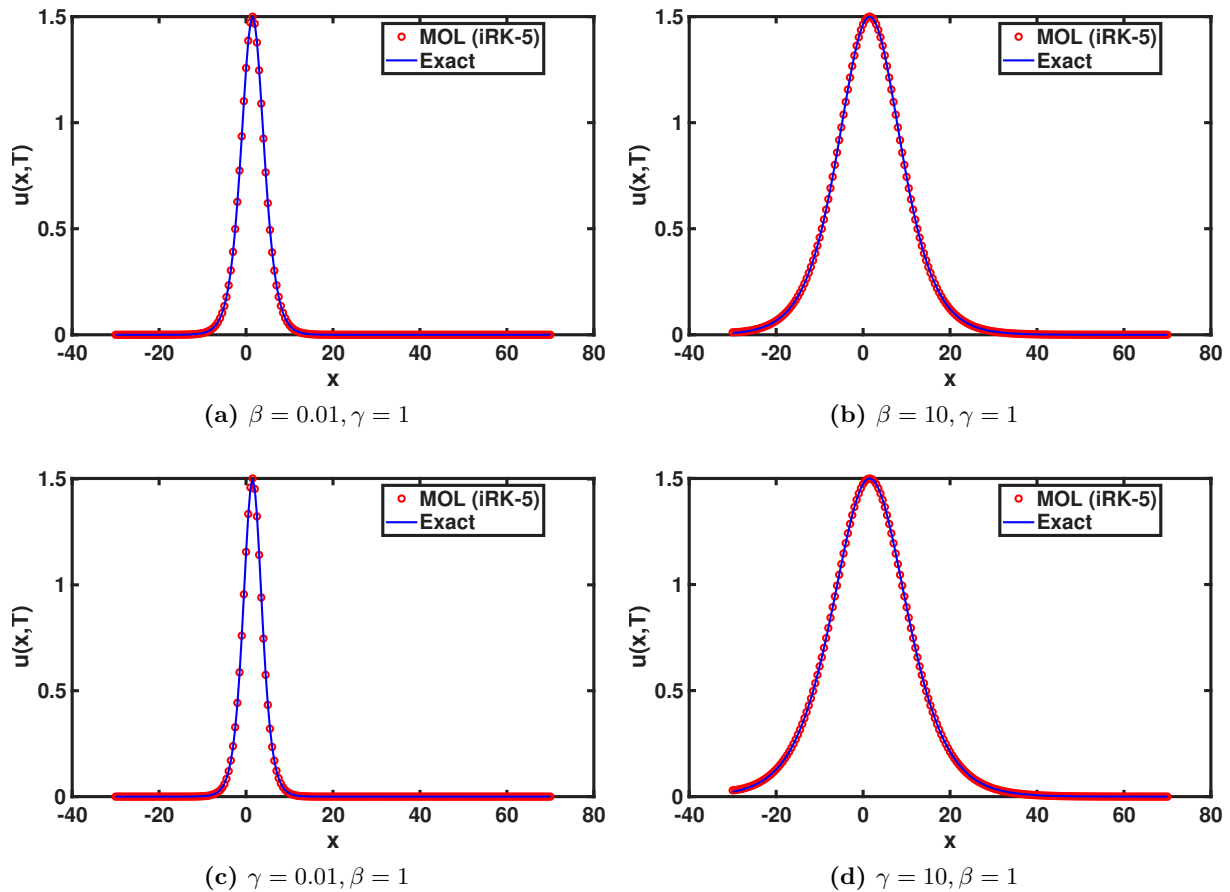 1.5
1
0.5
0
u(x,T)
MOL (iRK-5)
Exact
-40 -20 0 20 40 60 80
x
(a) β = 0.01, γ = 1
1.5
1
0.5
0
u(x,T)
MOL (iRK-5)
Exact
-40 -20 0 20 40 60 80
x
(b) β = 10, γ = 1
1.5
1
0.5
0
u(x,T)
MOL (iRK-5)
Exact
-40 -20 0 20 40 60 80
x
(c) γ = 0.01, β = 1
1.5
1
0.5
0
u(x,T)
MOL (iRK-5)
Exact
-40 -20 0 20 40 60 80
x
(d) γ = 10, β = 1